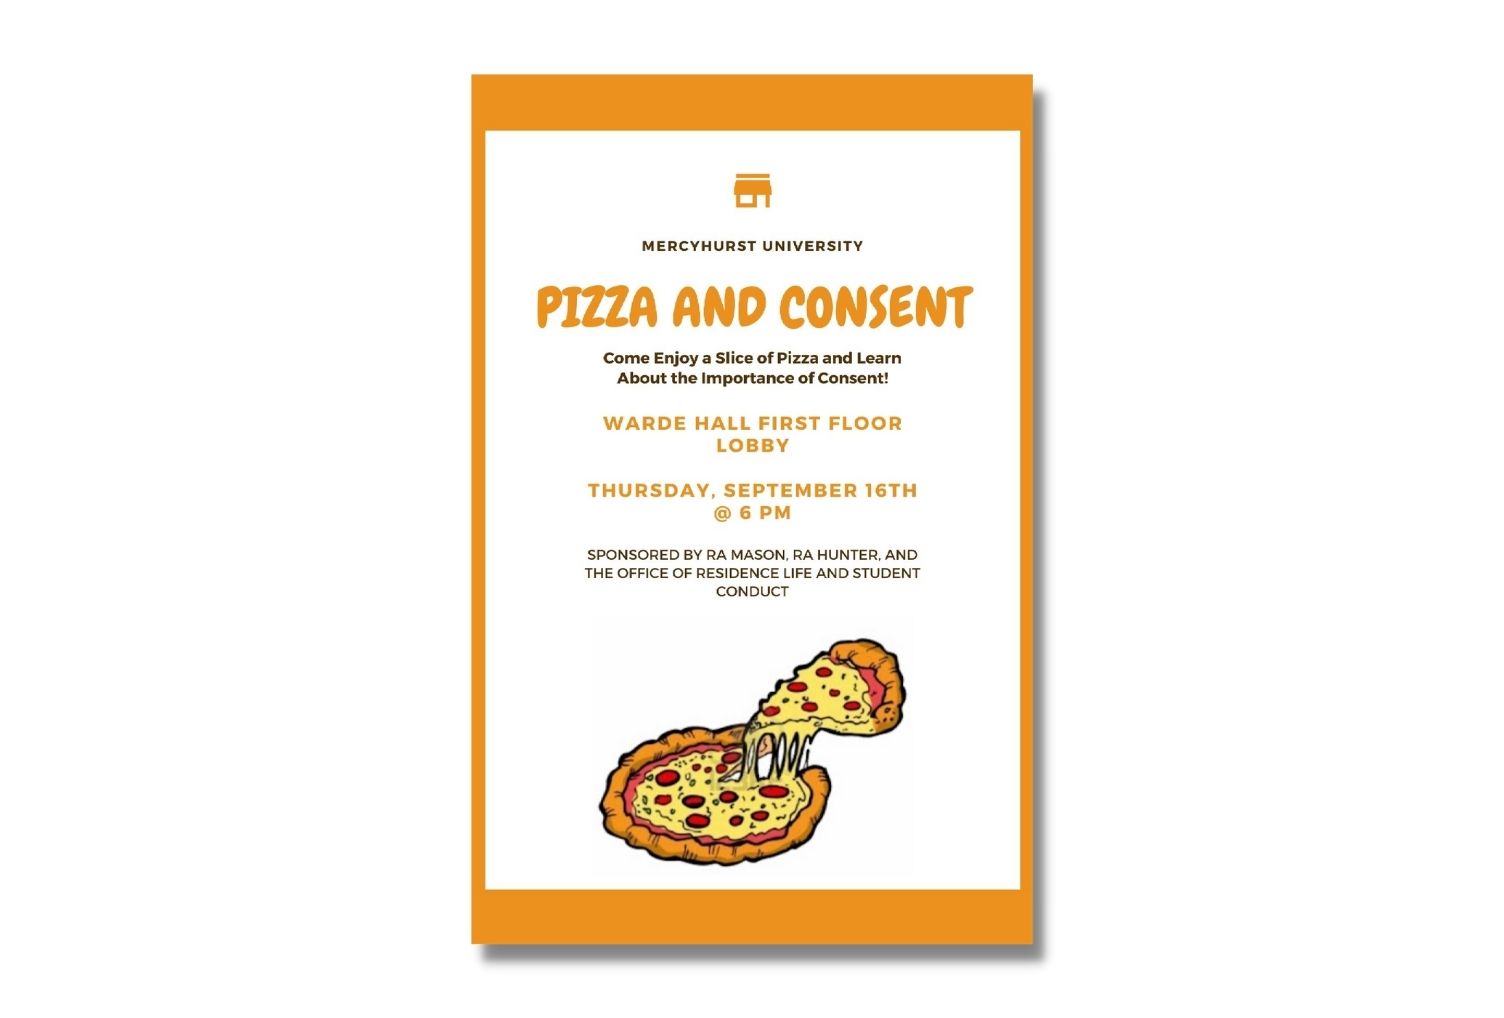 MERCYHURST UNIVERSITY
PIZZA AND CONSENT
Come Enjoy a Slice of Pizza and Learn
About the Importance of Consent!
WARDE HALL FIRST FLOOR
LOBBY
THURSDAY, SEPTEMBER 16TH
@ 6 PM
SPONSORED BY RA MASON, RA HUNTER, AND
THE OFFICE OF RESIDENCE LIFE AND STUDENT
CONDUCT